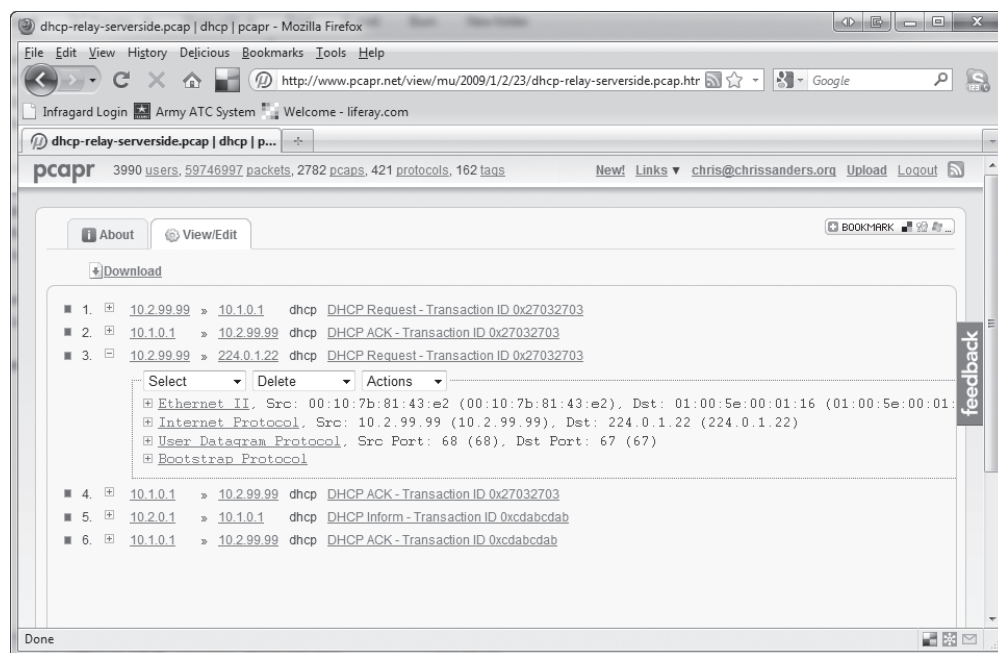 dhcp-relay-serverside.pcap | dhcp | pcapr - Mozilla Firefox
File Edit View History Delicious Bookmarks Tools Help
http://www.pcapr.net/view/mu/2009/1/2/23/dhcp-relay-serverside.pcap.htr Google
Infragard Login Army ATC System Welcome - liferay.com
dhcp-relay-serverside.pcap | dhcp | p...
pcapr 3990 users, 59746997 packets, 2782 pcaps, 421 protocols, 162 tags New! Links ▼ chris@chrissanders.org Upload Logout
About View/Edit BOOKMARK
Download
1. 10.2.99.99 » 10.1.0.1 dhcp DHCP Request - Transaction ID 0x27032703
2. 10.1.0.1 » 10.2.99.99 dhcp DHCP ACK - Transaction ID 0x27032703
3. 10.2.99.99 » 224.0.1.22 dhcp DHCP Request - Transaction ID 0x27032703
Select Delete Actions
Ethernet II, Src: 00:10:7b:81:43:e2 (00:10:7b:81:43:e2), Dst: 01:00:5e:00:01:16 (01:00:5e:00:01:
Internet Protocol, Src: 10.2.99.99 (10.2.99.99), Dst: 224.0.1.22 (224.0.1.22)
User Datagram Protocol, Src Port: 68 (68), Dst Port: 67 (67)
Bootstrap Protocol
4. 10.1.0.1 » 10.2.99.99 dhcp DHCP ACK - Transaction ID 0x27032703
5. 10.2.0.1 » 10.1.0.1 dhcp DHCP Inform - Transaction ID 0xcdabcdab
6. 10.1.0.1 » 10.2.99.99 dhcp DHCP ACK - Transaction ID 0xcdabcdab
feedback
Done